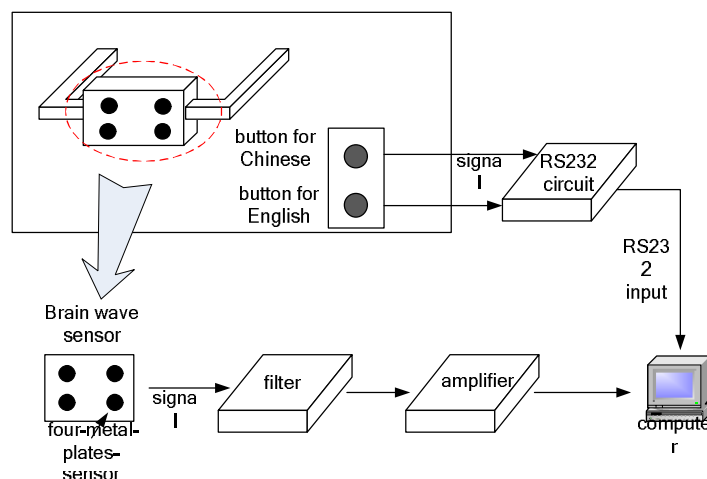 button for
Chinese
button for
English
signa
l
RS232
circuit
RS23
2
input
Brain wave
sensor
four-metal-
plates-
sensor
signa
l
filter
amplifier
compute
r